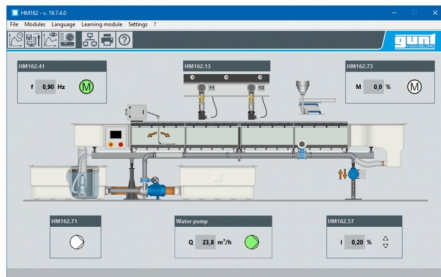 HM162 - v. 19.7.4.0
File Modules Language Learning module Settings ?
gunt
HM162.41
f 0,90 Hz M
HM162.13
11 10
HM162.73
M 0,0 % M
HM162.71
Water pump
Q 23,8 m³/h
HM162.57
I 0,20 %